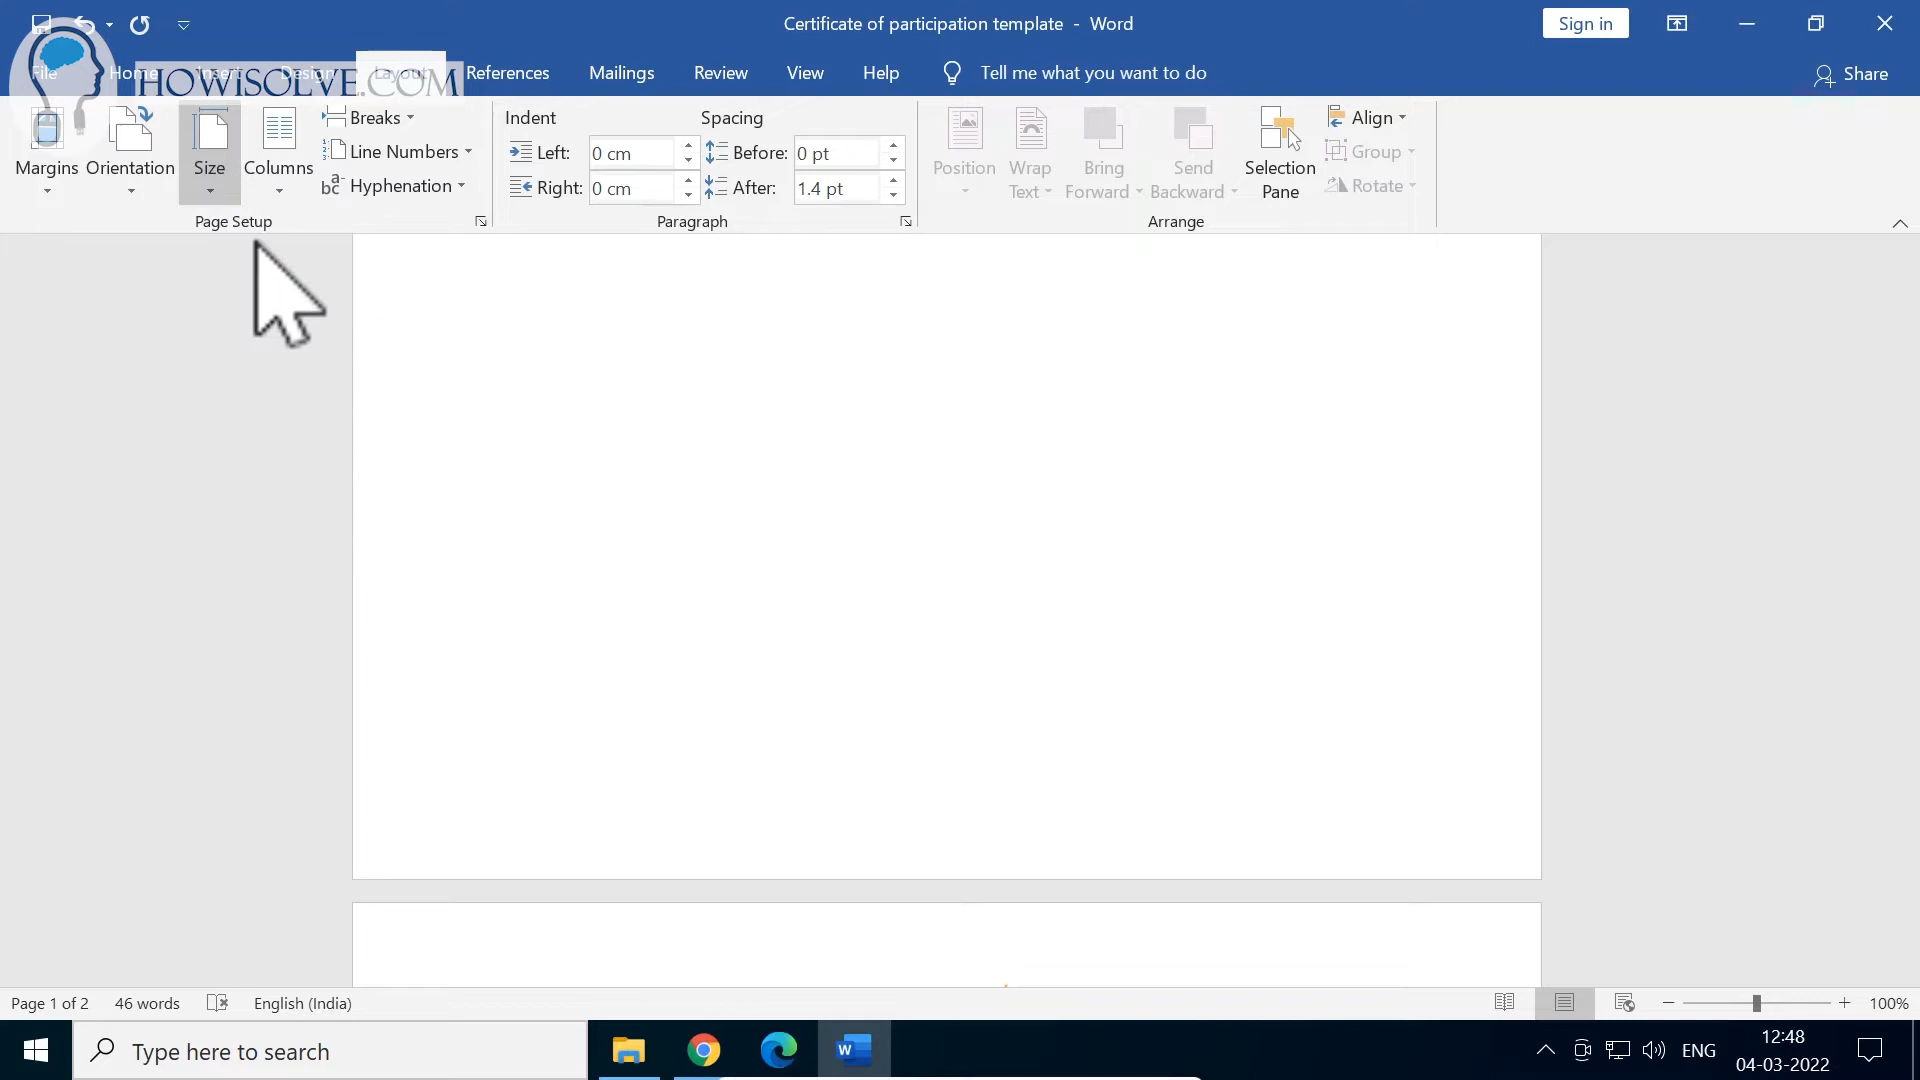 Certificate of participation template - Word
Sign in
File Home Insert Design Layout References Mailings Review View Help Tell me what you want to do Share
HOWISOLVE.COM
Margins Orientation Size Columns
Breaks
Line Numbers
Hyphenation
Page Setup
Indent Spacing
Left: 0 cm Before: 0 pt
Right: 0 cm After: 1.4 pt
Paragraph
Position
Wrap Text
Bring Forward
Send Backward
Selection Pane
Align
Group
Rotate
Arrange
Page 1 of 2 46 words English (India) 100%
Type here to search
ENG
12:48
04-03-2022